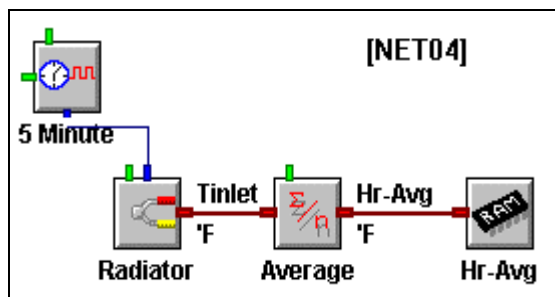 [NET04]
5 Minute
Tinlet
Hr-Avg
'F
'F
Σ/n
RAM
Radiator
Average
Hr-Avg